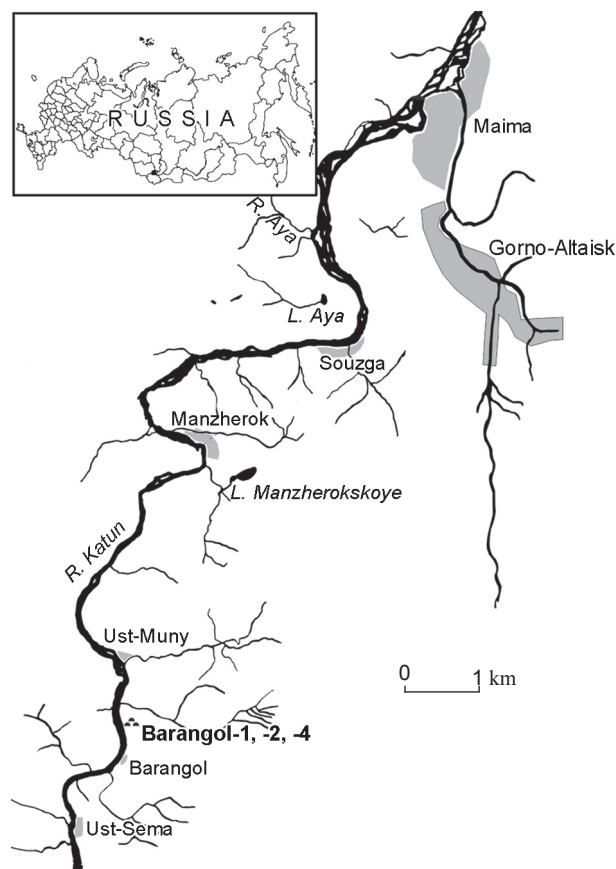 RUSSIA
Maima
R. Aya
Gorno-Altaisk
L. Aya
Souzga
Manzherok
L. Manzherokskoye
R. Katun
Ust-Muny
0 1 km
Barangol-1, -2, -4
Barangol
Ust-Sema